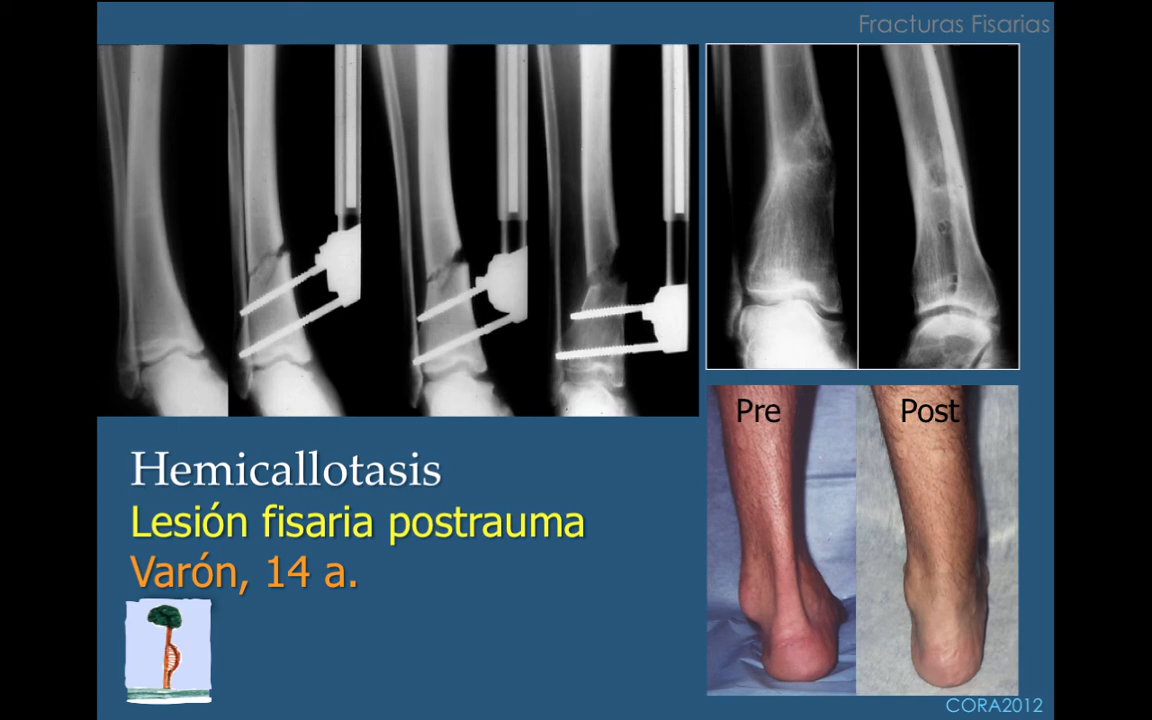 Fracturas Fisarias
Pre
Post
Hemicallotasis
Lesión fisaria postrauma
Varón, 14 a.
CORA2012